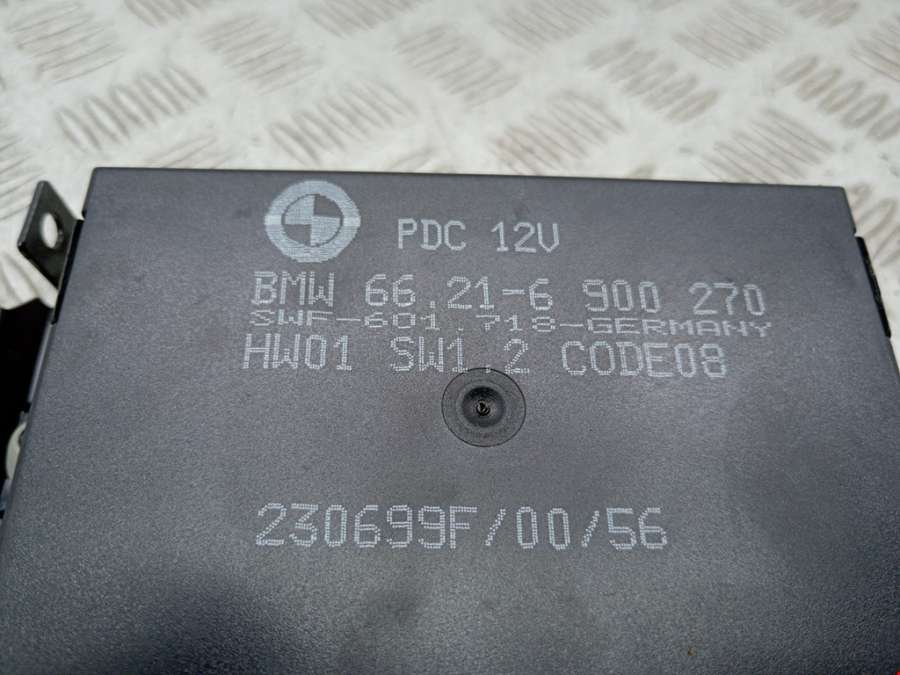 PDC 12V
BMW 66.21-6 900 270
SWF-601.718-GERMANY
HW01 SW1.2 CODE08
230699F/00/56